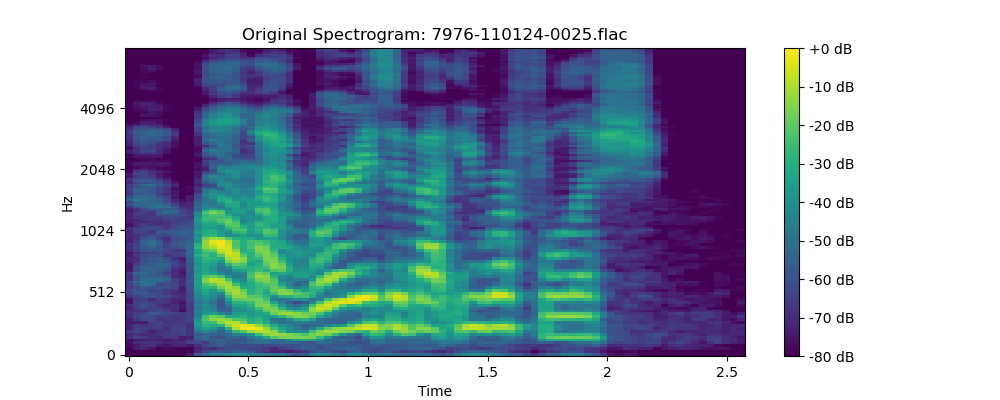 Original Spectrogram: 7976-110124-0025.flac
Hz
4096
2048
1024
512
0
0
0.5
1
1.5
2
2.5
Time
+0 dB
-10 dB
-20 dB
-30 dB
-40 dB
-50 dB
-60 dB
-70 dB
-80 dB